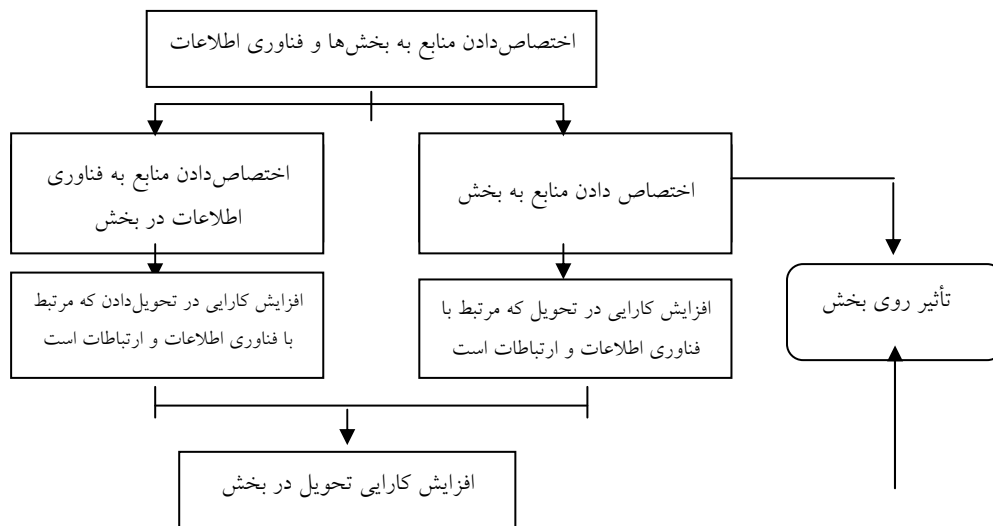 اختصاص‌دادن منابع به بخش‌ها و فناوری اطلاعات
اختصاص دادن منابع به بخش
اختصاص‌دادن منابع به فناوری
اطلاعات در بخش
تأثیر روی بخش
افزایش کارایی در تحویل که مرتبط با
فناوری اطلاعات و ارتباطات است
افزایش کارایی در تحویل‌دادن که مرتبط
با فناوری اطلاعات و ارتباطات است
افزایش کارایی تحویل در بخش